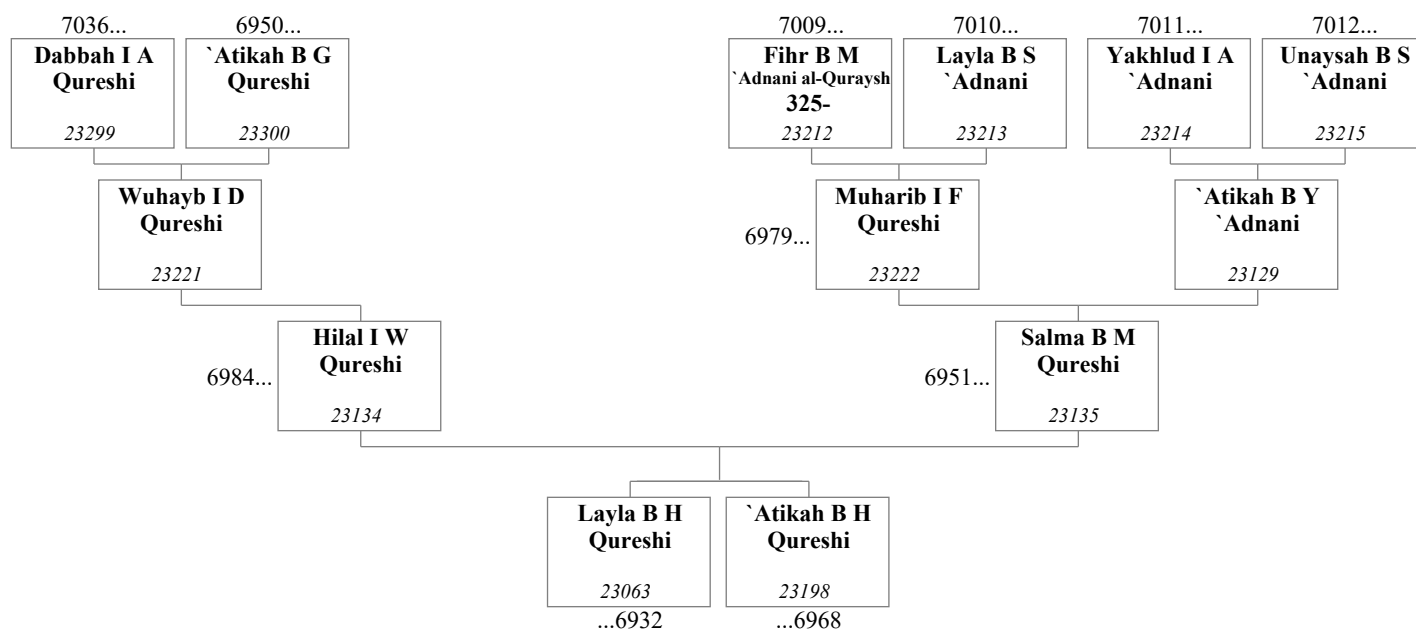 7036...
6950...
7009...
7010...
7011...
7012...
Dabbah I A
Qureshi
23299
`Atikah B G
Qureshi
23300
Fihr B M
`Adnani al-Quraysh
325-
23212
Layla B S
`Adnani
23213
Yakhlud I A
`Adnani
23214
Unaysah B S
`Adnani
23215
Wuhayb I D
Qureshi
23221
6979...
Muharib I F
Qureshi
23222
`Atikah B Y
`Adnani
23129
6984...
Hilal I W
Qureshi
23134
6951...
Salma B M
Qureshi
23135
Layla B H
Qureshi
23063
...6932
`Atikah B H
Qureshi
23198
...6968